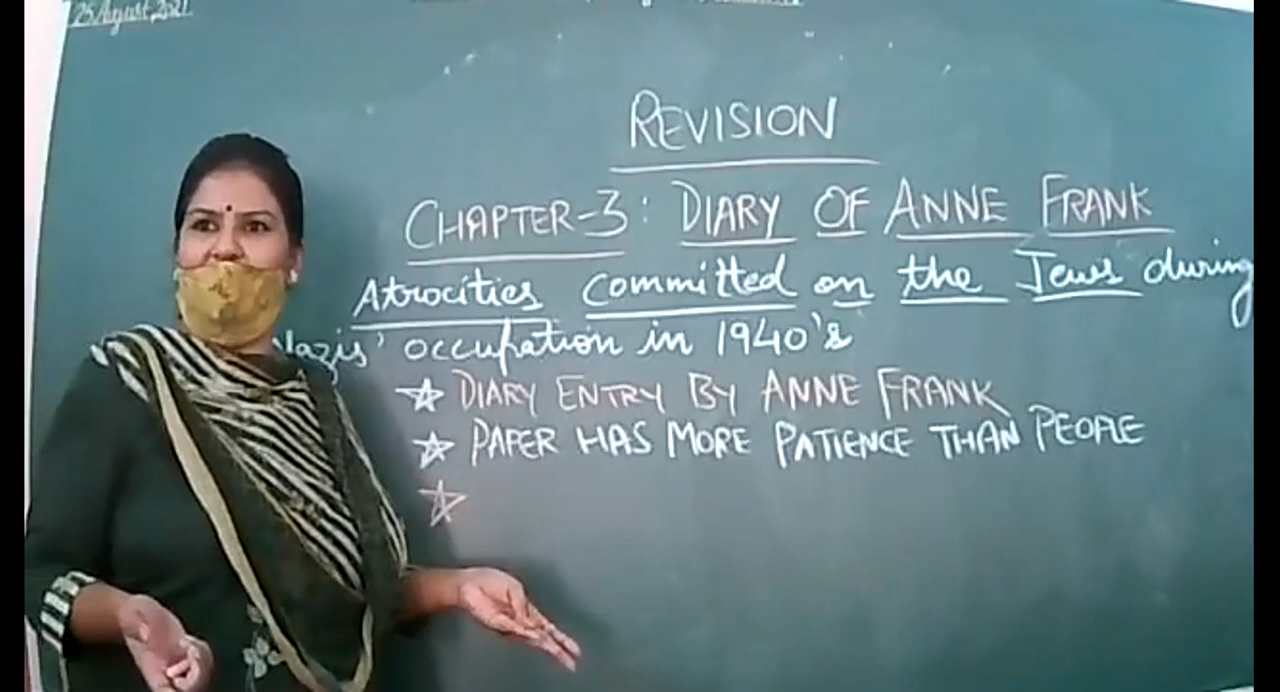 25 August, 2021
REVISION
CHAPTER-3: DIARY OF ANNE FRANK
Atrocities committed on the Jews during
Nazis' occupation in 1940's
☆ DIARY ENTRY BY ANNE FRANK
☆ PAPER HAS MORE PATIENCE THAN PEOPLE
☆